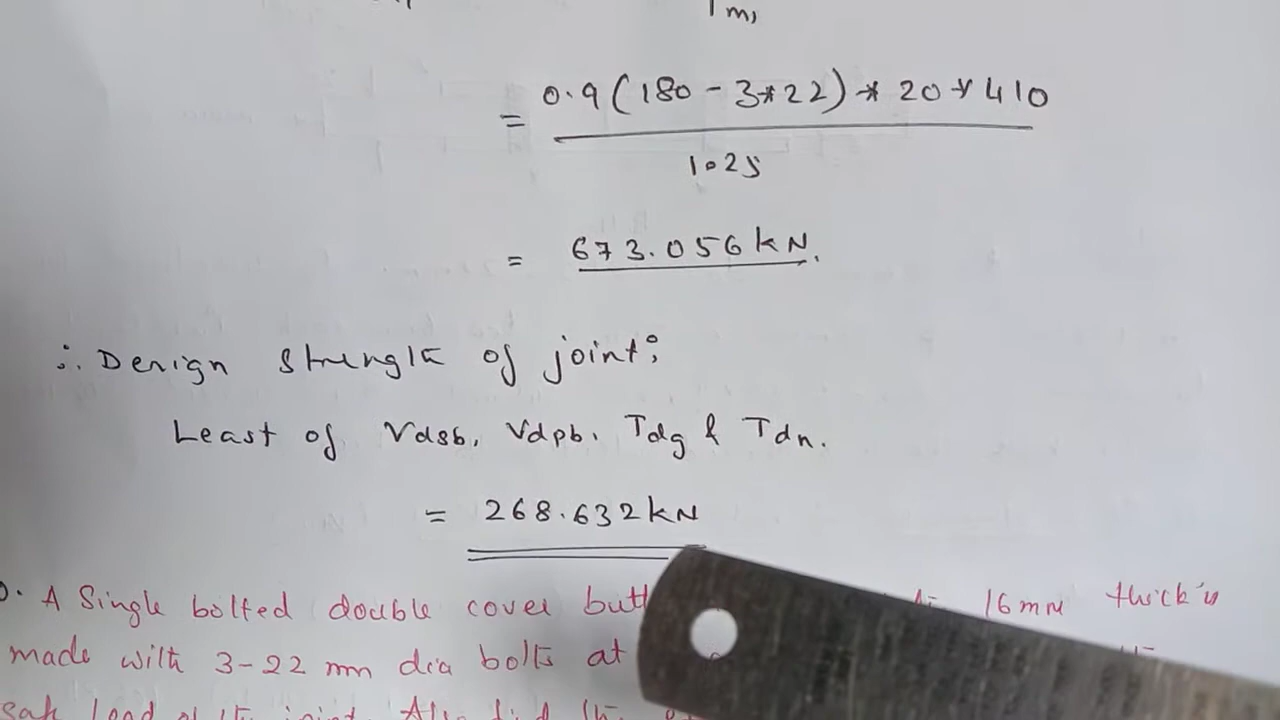 = 0.9(180 - 3*22) * 20 * 410
1.25
= 673.056 kN.
∴ Design Strength of joint:
Least of Vdsb, Vdpb, Tdg & Tdn.
= 268.632 kN
A Single bolted double cover butt 16mm thick is
made with 3-22 mm dia bolts at